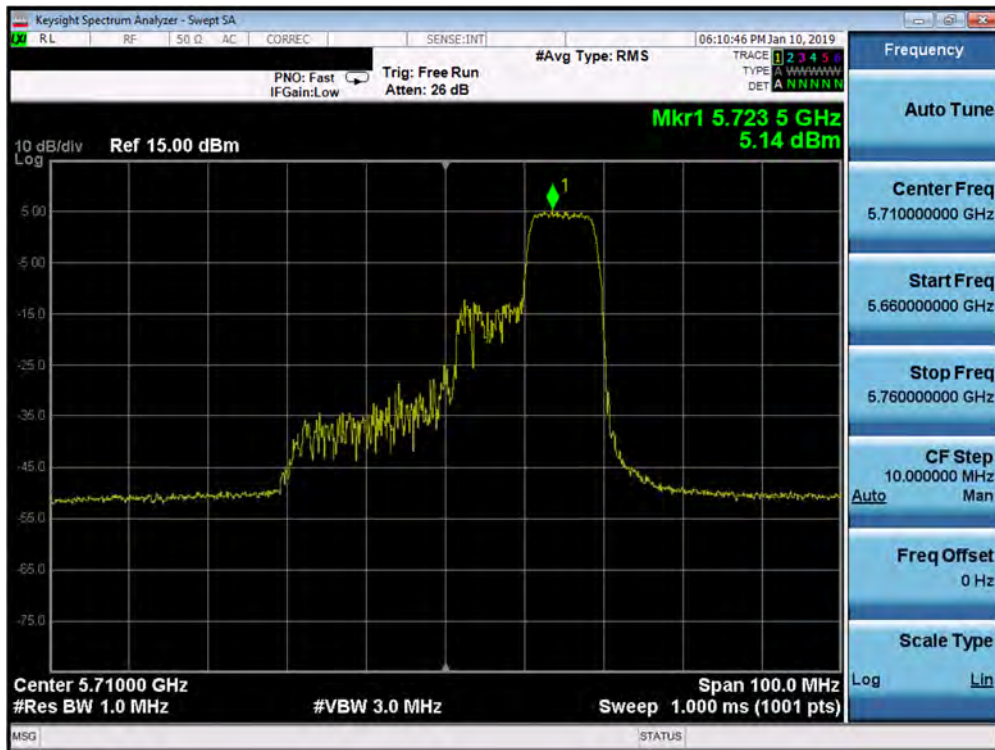 Keysight Spectrum Analyzer - Swept SA
LXI RL RF 50 Ω AC CORREC SENSE:INT 06:10:46 PM Jan 10, 2019
#Avg Type: RMS
TRACE 1 2 3 4 5 6
PNO: Fast Trig: Free Run
TYPE A WWWWW
IFGain:Low Atten: 26 dB
DET A N N N N N
Mkr1 5.723 5 GHz
5.14 dBm
10 dB/div Ref 15.00 dBm
Log
1
5.00
-5.00
-15.0
-25.0
-35.0
-45.0
-55.0
-65.0
-75.0
Center 5.71000 GHz Span 100.0 MHz
#Res BW 1.0 MHz #VBW 3.0 MHz Sweep 1.000 ms (1001 pts)
MSG STATUS
Frequency
Auto Tune
Center Freq
5.710000000 GHz
Start Freq
5.660000000 GHz
Stop Freq
5.760000000 GHz
CF Step
10.000000 MHz
Auto Man
Freq Offset
0 Hz
Scale Type
Log Lin